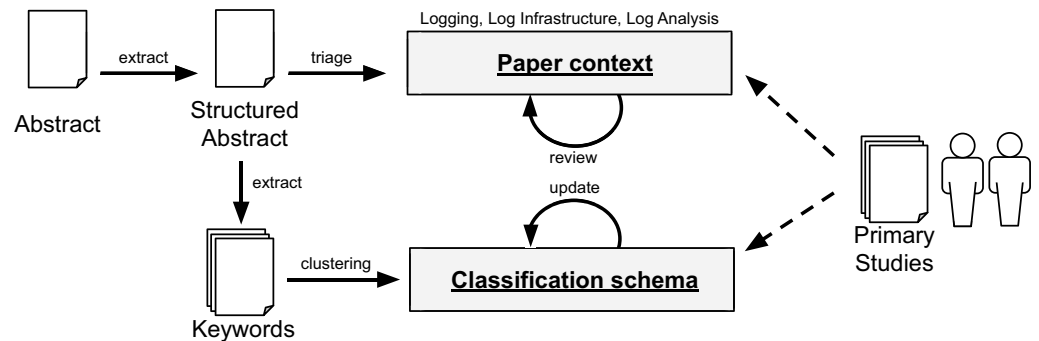 Logging, Log Infrastructure, Log Analysis
extract
triage
Paper context
Abstract
Structured
Abstract
review
extract
update
Primary
Studies
clustering
Classification schema
Keywords